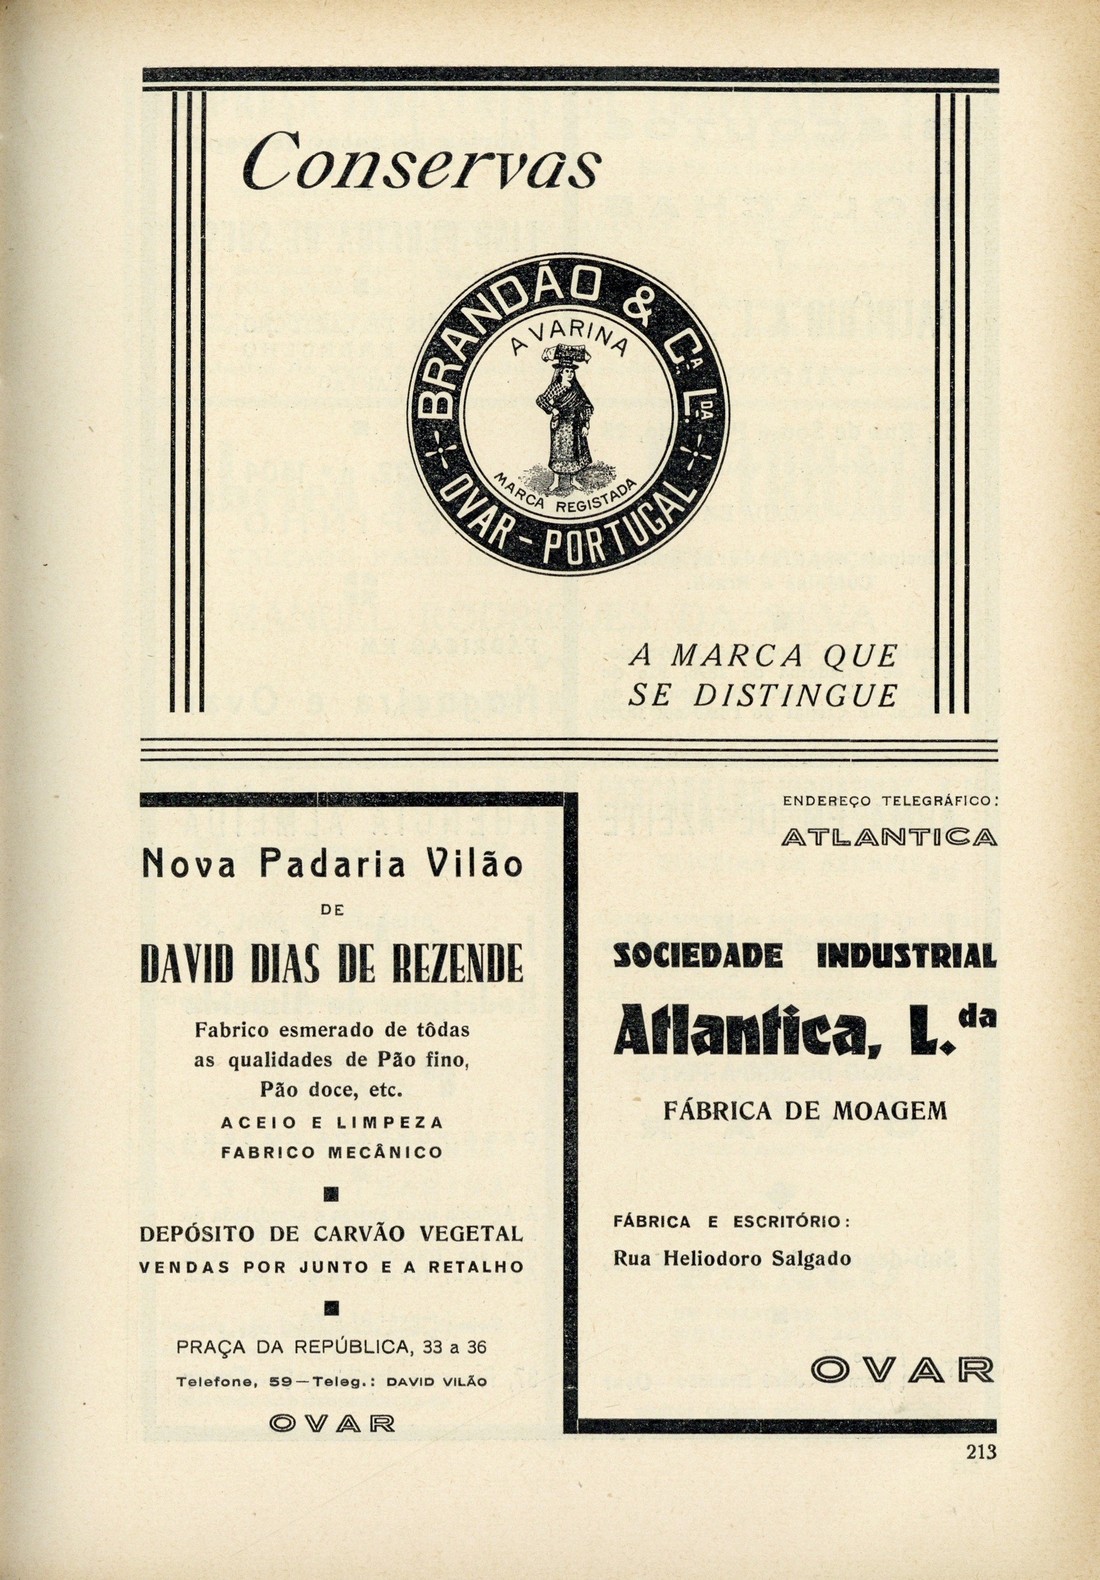 Conservas
BRANDÃO & C.A L.DA
A VARINA
MARCA REGISTADA
OVAR - PORTUGAL
A MARCA QUE
SE DISTINGUE
Nova Padaria Vilão
DE
DAVID DIAS DE REZENDE
Fabrico esmerado de tôdas
as qualidades de Pão fino,
Pão doce, etc.
ACEIO E LIMPEZA
FABRICO MECÂNICO
DEPÓSITO DE CARVÃO VEGETAL
VENDAS POR JUNTO E A RETALHO
PRAÇA DA REPÚBLICA, 33 a 36
Telefone, 59—Teleg.: DAVID VILÃO
OVAR
ENDEREÇO TELEGRÁFICO:
ATLANTICA
SOCIEDADE INDUSTRIAL
Atlantica, L.da
FÁBRICA DE MOAGEM
FÁBRICA E ESCRITÓRIO:
Rua Heliodoro Salgado
OVAR
213